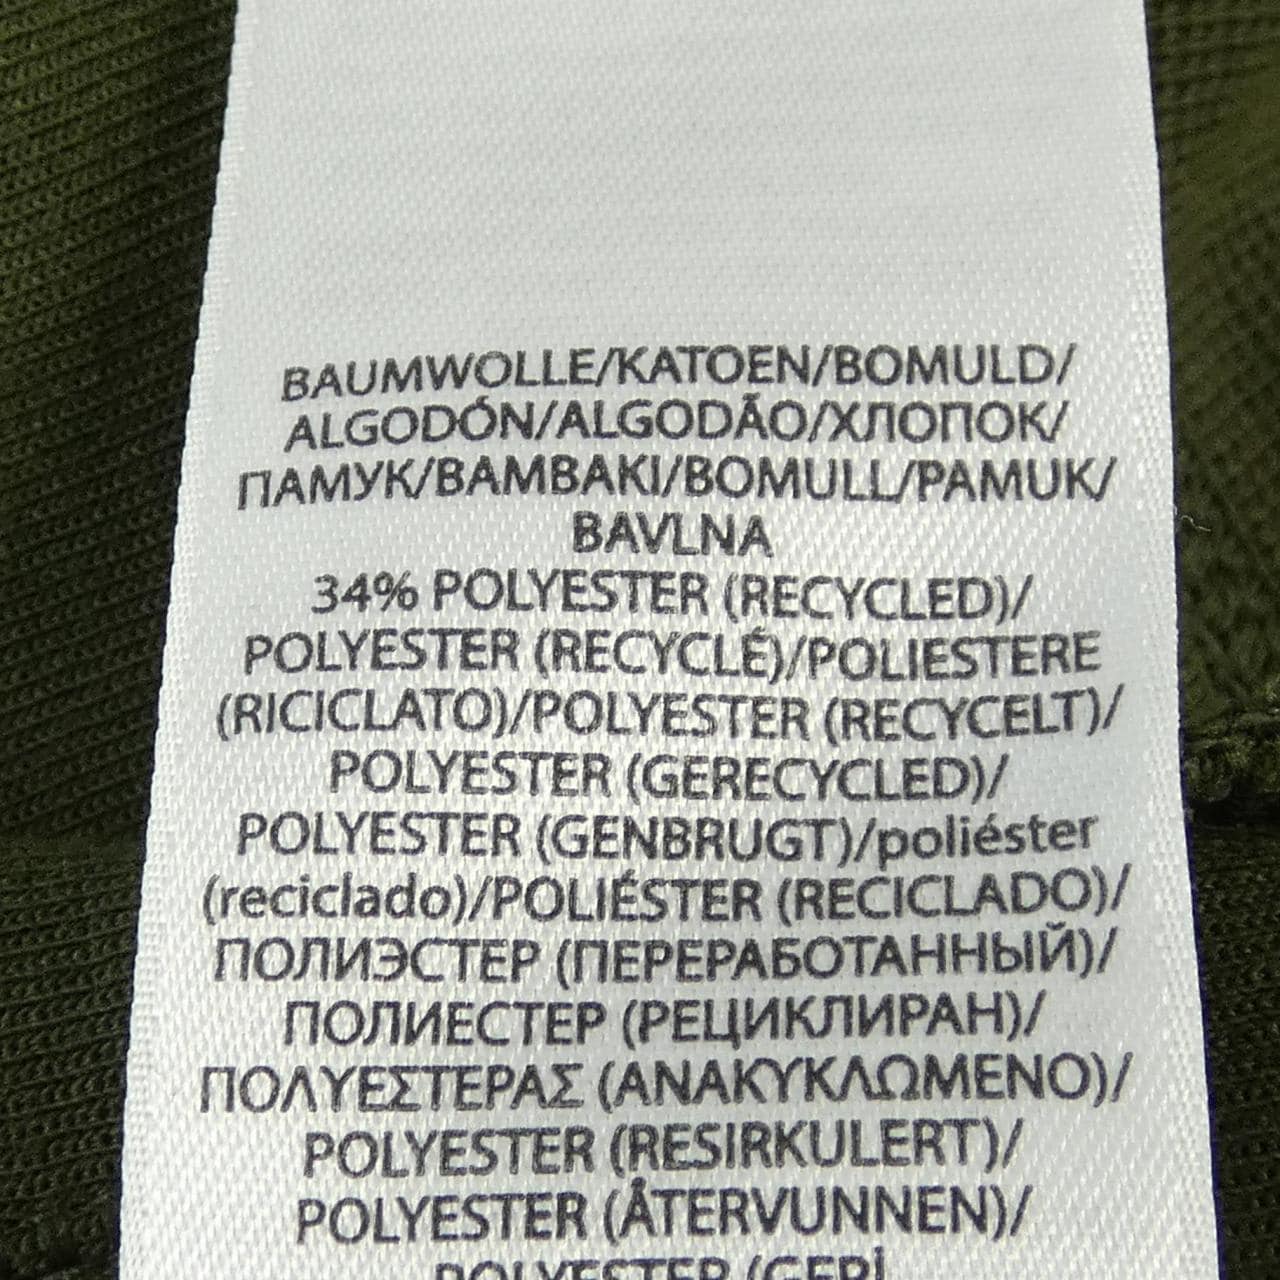 BAUMWOLLE/KATOEN/BOMULD/
ALGODÓN/ALGODÃO/ХЛОПОК/
ПАМУК/BAMBAKI/BOMULL/PAMUK/
BAVLNA
34% POLYESTER (RECYCLED)/
POLYESTER (RECYCLÉ)/POLIESTERE
(RICICLATO)/POLYESTER (RECYCELT)/
POLYESTER (GERECYCLED)/
POLYESTER (GENBRUGT)/poliéster
(reciclado)/POLIÉSTER (RECICLADO)/
ПОЛИЭСТЕР (ПЕРЕРАБОТАННЫЙ)/
ПОЛИЕСТЕР (РЕЦИКЛИРАН)/
ΠΟΛΥΕΣΤΕΡΑΣ (ΑΝΑΚΥΚΛΩΜΕΝΟ)/
POLYESTER (RESIRKULERT)/
POLYESTER (ÅTERVUNNEN)/
POLYESTER (GERİ